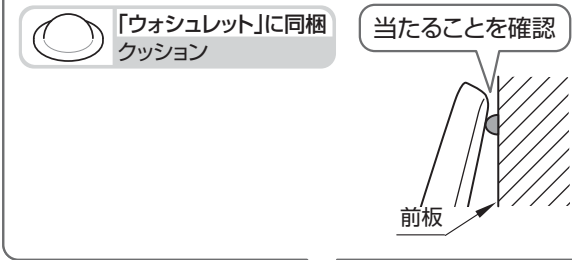 「ウォシュレット」に同梱
クッション
当たることを確認
前板